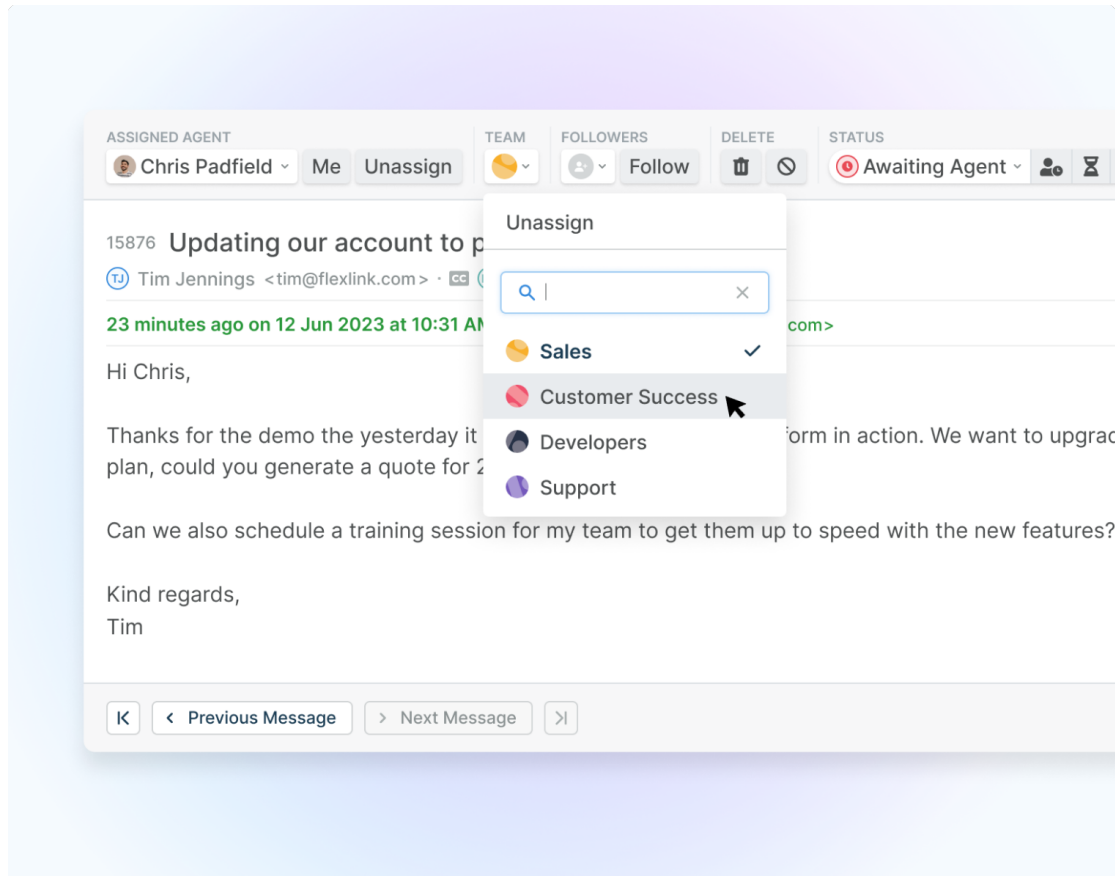 ASSIGNED AGENT TEAM FOLLOWERS DELETE STATUS
Chris Padfield Me Unassign Follow Awaiting Agent
Unassign
15876 Updating our account to
TJ Tim Jennings <tim@flexlink.com> · CC
23 minutes ago on 12 Jun 2023 at 10:31 com>
Sales
Hi Chris,
Customer Success
Thanks for the demo the yesterday it in action. We want to
Developers
plan, could you generate a quote for
Support
Can we also schedule a training session for my team to get them up to speed with the new features?
Kind regards,
Tim
Previous Message Next Message